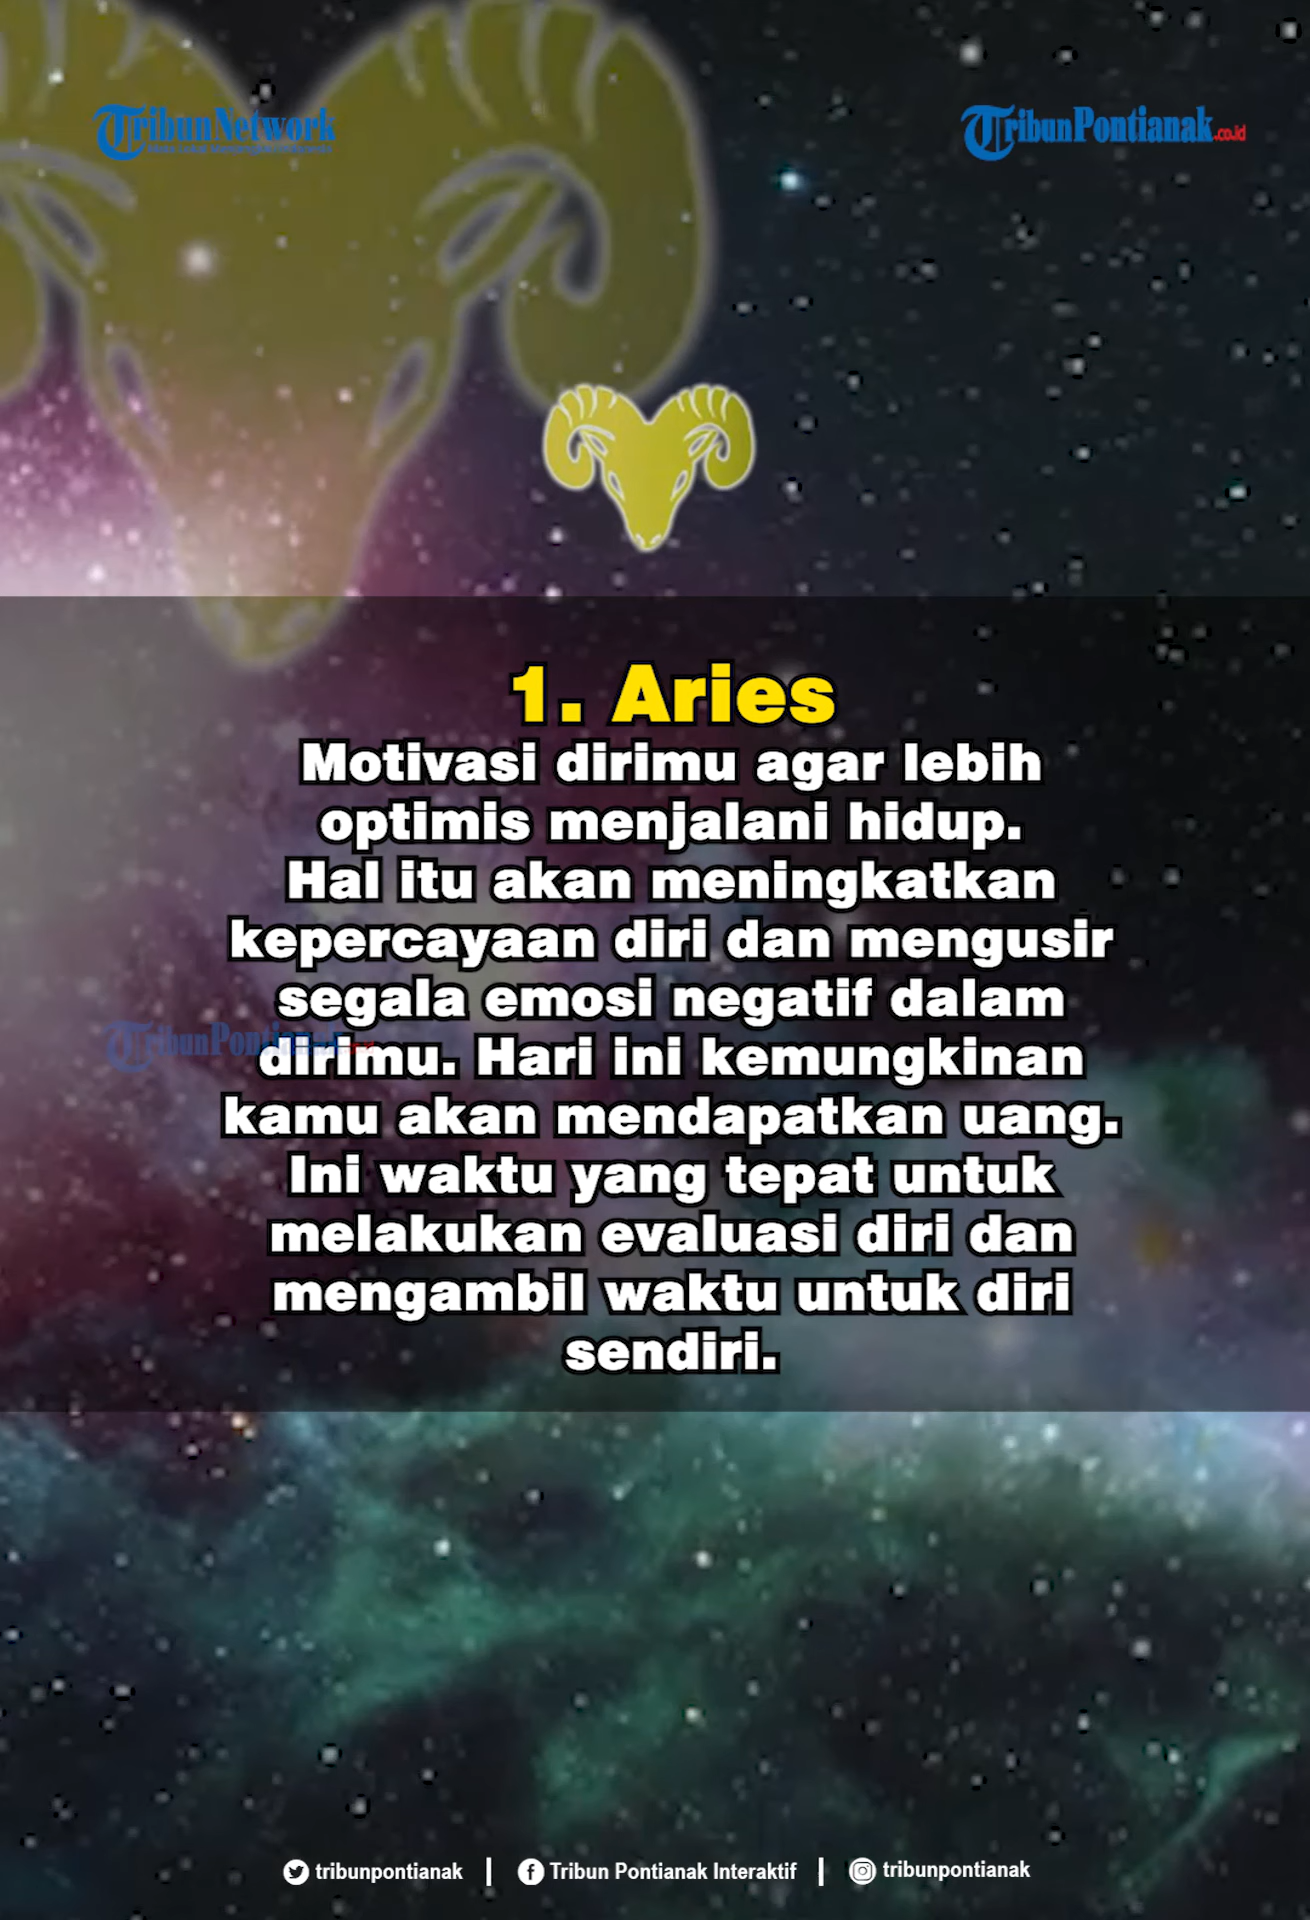 TribunNetwork
TribunPontianak.co.id
1. Aries
Motivasi dirimu agar lebih
optimis menjalani hidup.
Hal itu akan meningkatkan
kepercayaan diri dan mengusir
segala emosi negatif dalam
TribunPontianak
dirimu. Hari ini kemungkinan
kamu akan mendapatkan uang.
Ini waktu yang tepat untuk
melakukan evaluasi diri dan
mengambil waktu untuk diri
sendiri.
tribunpontianak | Tribun Pontianak Interaktif | tribunpontianak